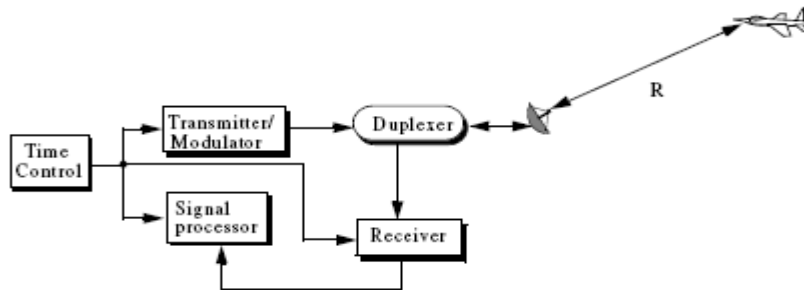 R
Transmitter/
Modulator
Duplexer
Time
Control
Signal
processor
Receiver